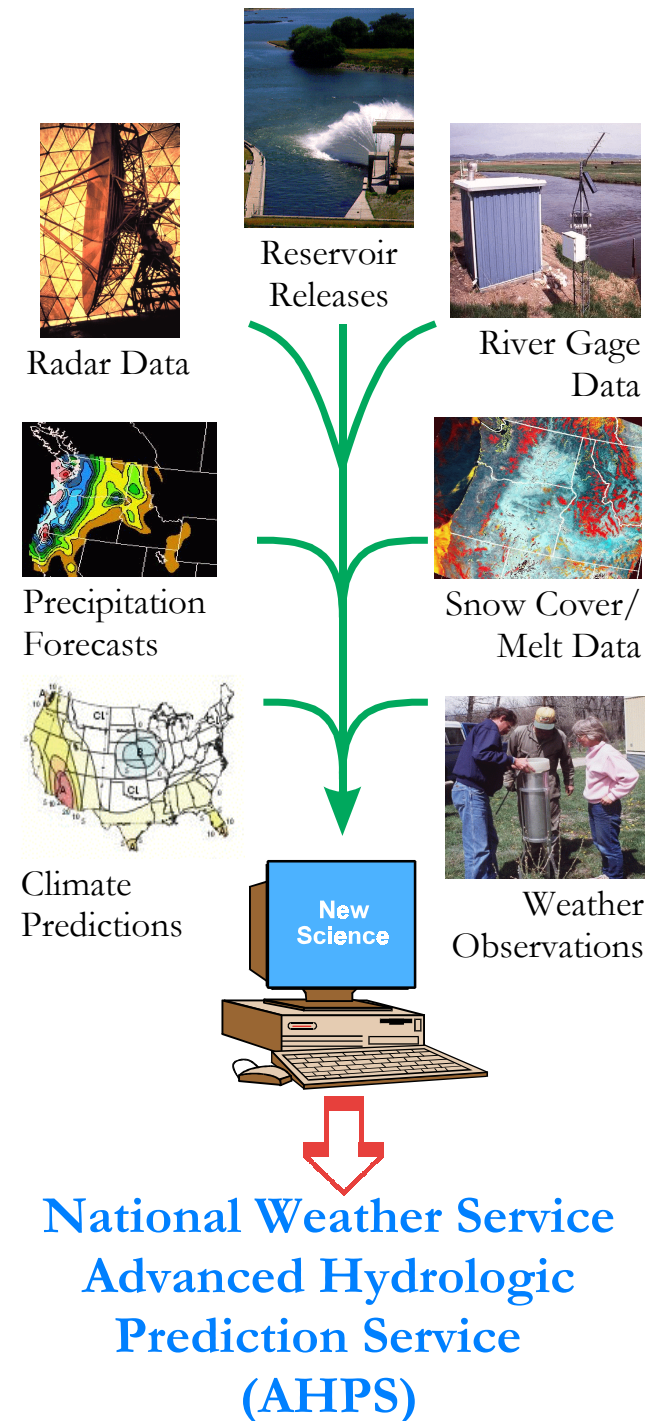 Reservoir
Releases
Radar Data
River Gage
Data
Precipitation
Forecasts
Snow Cover/
Melt Data
Climate
Predictions
Weather
Observations
New
Science
National Weather Service
Advanced Hydrologic
Prediction Service
(AHPS)